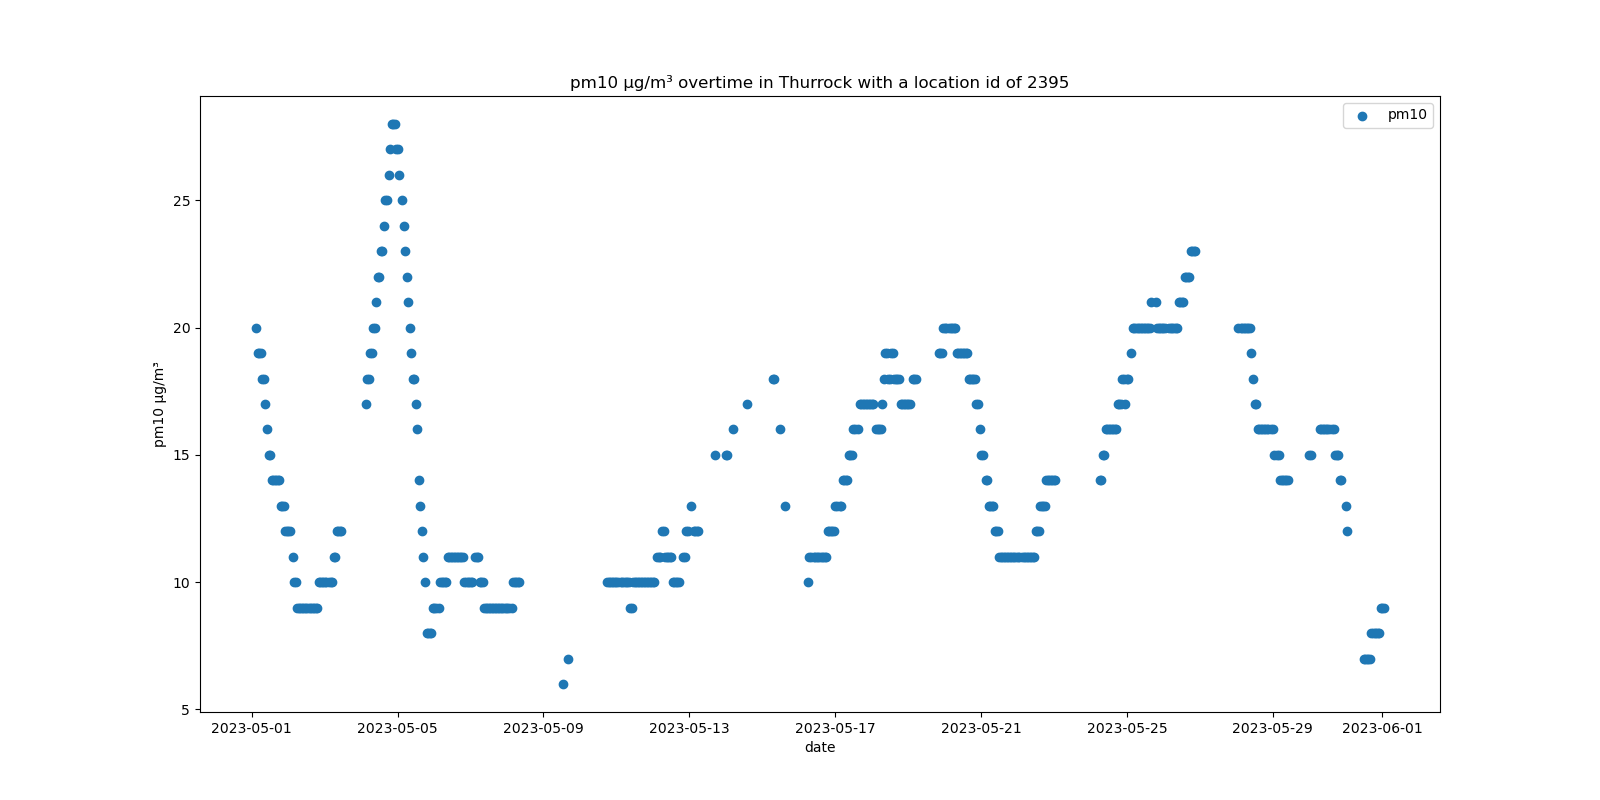 pm10 μg/m³ overtime in Thurrock with a location id of 2395
pm10
25
20
15
10
5
pm10 μg/m³
2023-05-01 2023-05-05 2023-05-09 2023-05-13 2023-05-17 2023-05-21 2023-05-25 2023-05-29 2023-06-01
date